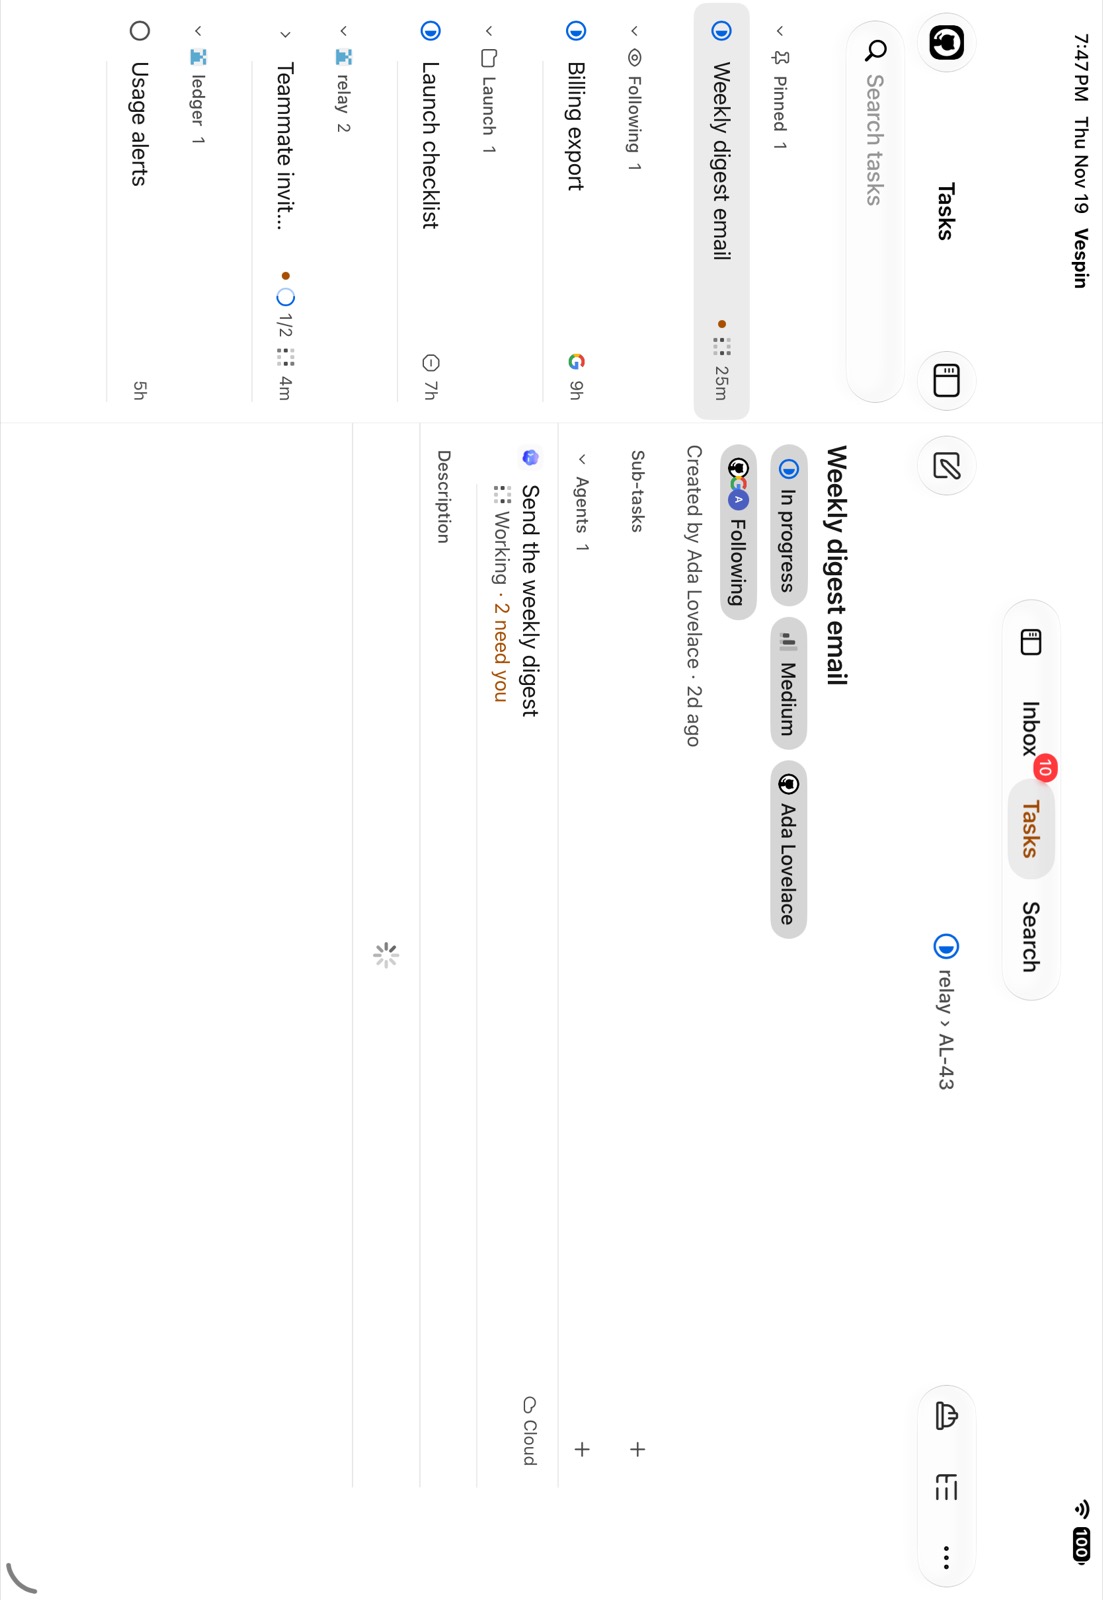 7:47 PM Thu Nov 19 Vespin
100
Inbox 10 Tasks Search
Tasks
relay › AL-43
Search tasks
Weekly digest email
In progress Medium Ada Lovelace
A Following
Created by Ada Lovelace · 2d ago
Sub-tasks
Agents 1
Send the weekly digest Cloud
Working · 2 need you
Description
Pinned 1
Weekly digest email 25m
Following 1
Billing export 9h
Launch 1
Launch checklist 7h
relay 2
Teammate invit... 1/2 4m
ledger 1
Usage alerts 5h